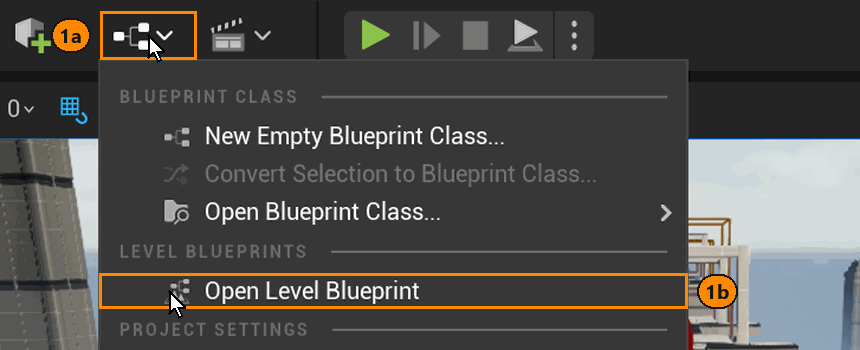 1a
0
BLUEPRINT CLASS
New Empty Blueprint Class...
Convert Selection to Blueprint Class...
Open Blueprint Class...
LEVEL BLUEPRINTS
Open Level Blueprint
1b
PROJECT SETTINGS